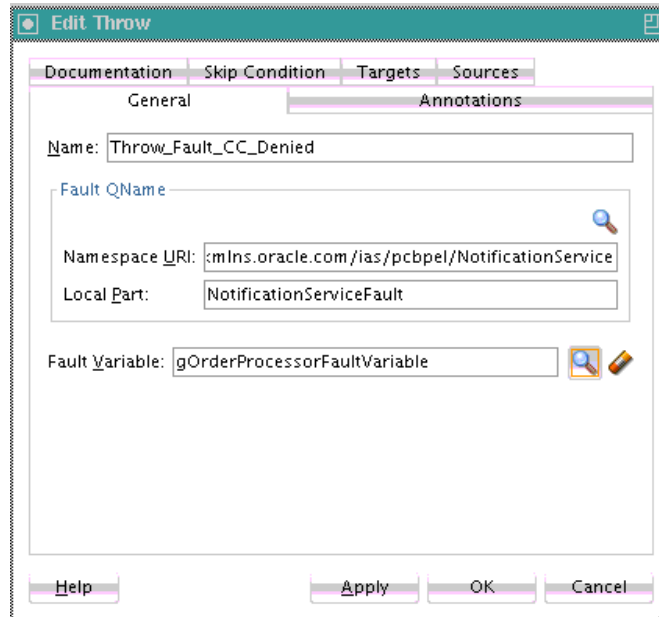 Edit Throw
Documentation Skip Condition Targets Sources
General Annotations
Name: Throw_Fault_CC_Denied
Fault QName
Namespace URI: :mlns.oracle.com/ias/pcbpel/NotificationService
Local Part: NotificationServiceFault
Fault Variable: gOrderProcessorFaultVariable
Help Apply OK Cancel